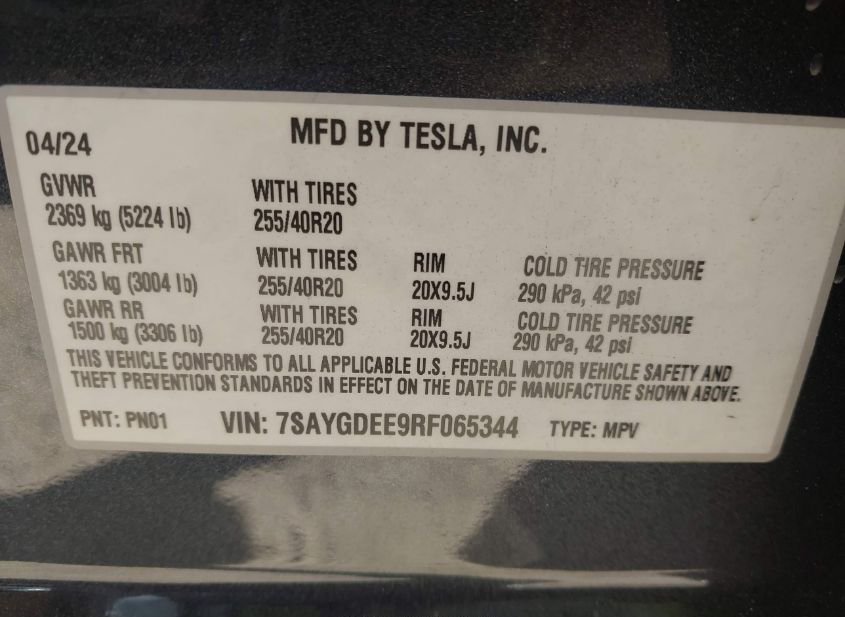 04/24 MFD BY TESLA, INC.
GVWR WITH TIRES
2369 kg (5224 lb) 255/40R20
GAWR FRT WITH TIRES RIM COLD TIRE PRESSURE
1363 kg (3004 lb) 255/40R20 20X9.5J 290 kPa, 42 psi
GAWR RR WITH TIRES RIM COLD TIRE PRESSURE
1500 kg (3306 lb) 255/40R20 20X9.5J 290 kPa, 42 psi
THIS VEHICLE CONFORMS TO ALL APPLICABLE U.S. FEDERAL MOTOR VEHICLE SAFETY AND
THEFT PREVENTION STANDARDS IN EFFECT ON THE DATE OF MANUFACTURE SHOWN ABOVE.
PNT: PN01 VIN: 7SAYGDEE9RF065344 TYPE: MPV